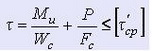 τ = M_u / W_c + P / F_c ≤ [τ'_cp]